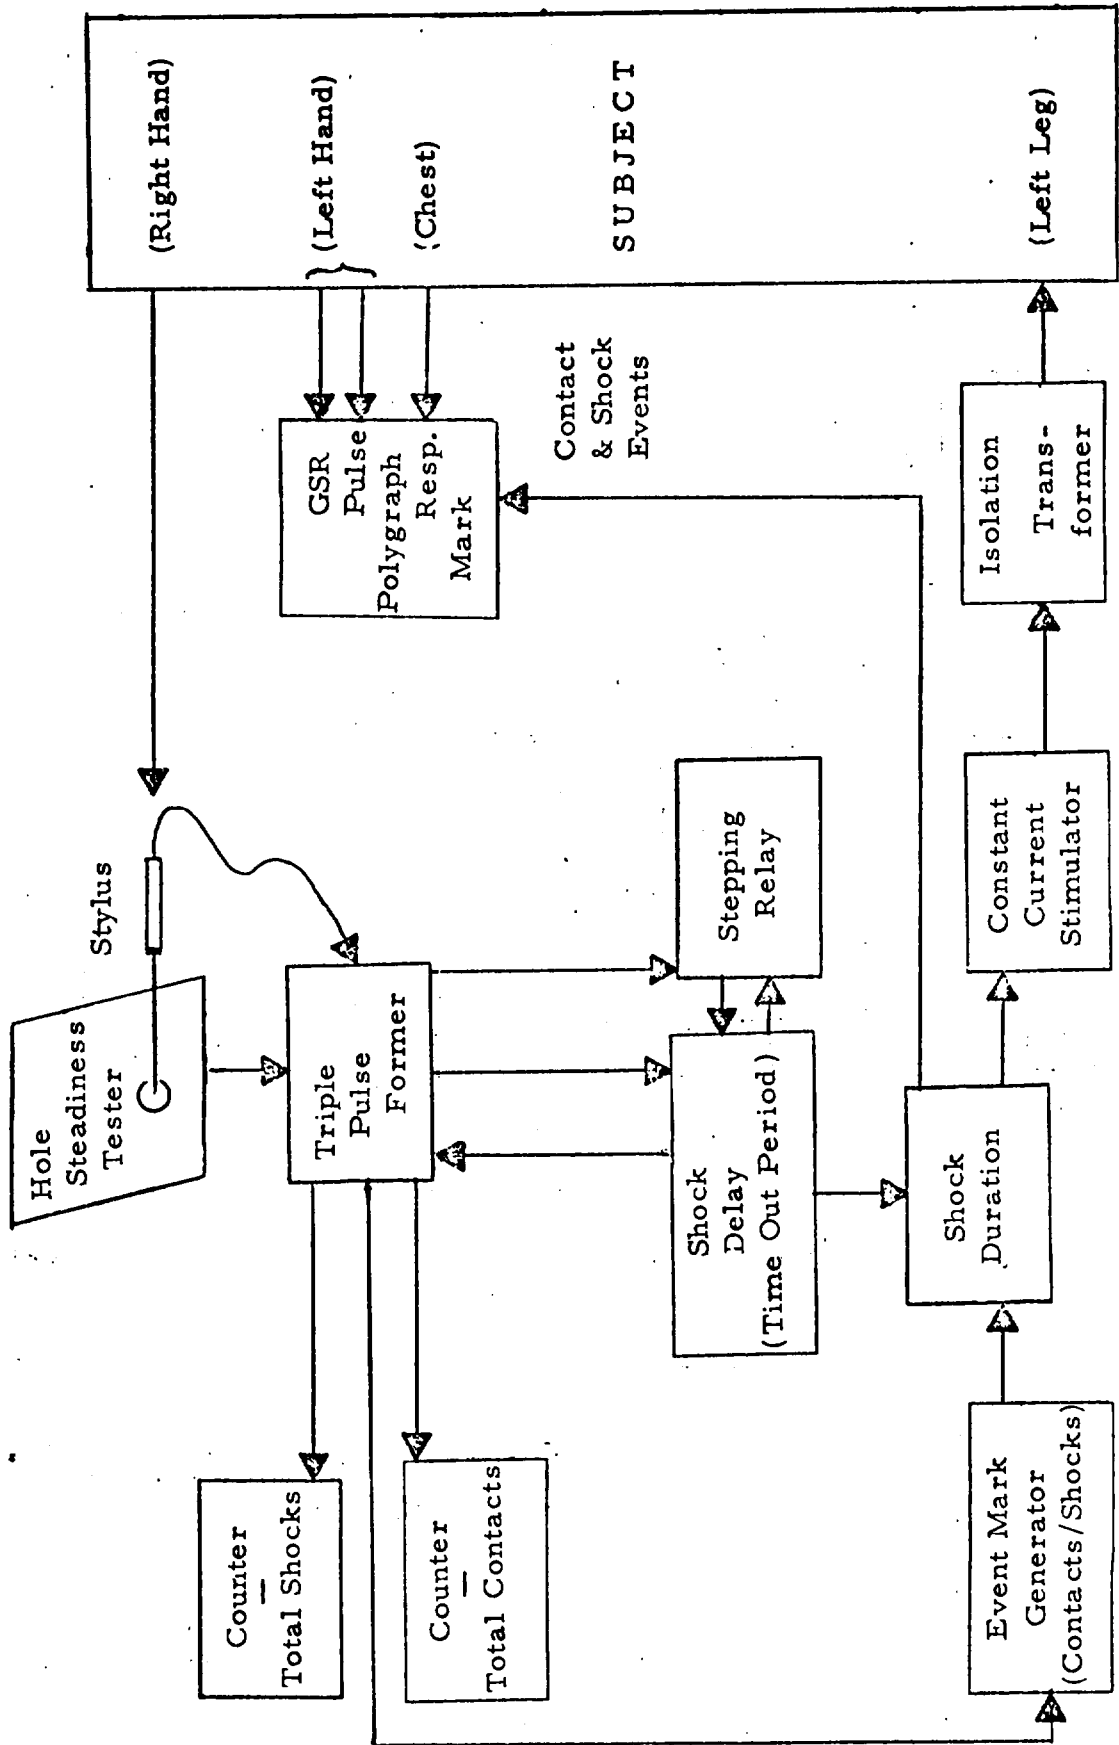 Hole
Steadiness
Tester
Stylus
(Right Hand)
(Left Hand)
(Chest)
SUBJECT
(Left Leg)
GSR
Pulse
Polygraph
Resp.
Mark
Contact
& Shock
Events
Counter
—
Total Shocks
Counter
—
Total Contacts
Triple
Pulse
Former
Stepping
Relay
Shock
Delay
(Time Out Period)
Event Mark
Generator
(Contacts/Shocks)
Shock
Duration
Constant
Current
Stimulator
Isolation
Trans-
former